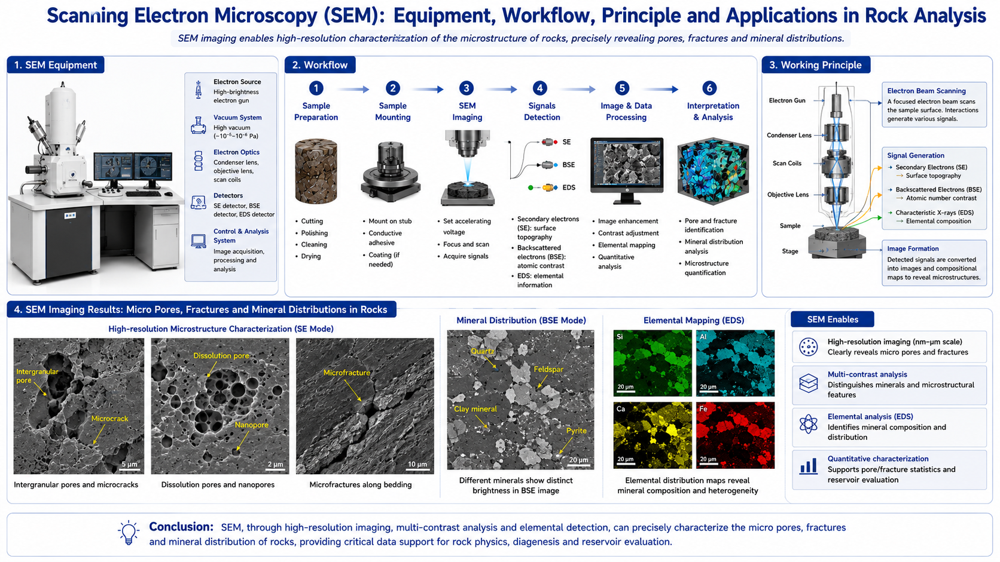 Scanning Electron Microscopy (SEM): Equipment, Workflow, Principle and Applications in Rock Analysis
SEM imaging enables high-resolution characterization of the microstructure of rocks, precisely revealing pores, fractures and mineral distributions.
1. SEM Equipment
Electron Source
High-brightness
electron gun
Vacuum System
High vacuum
(~10⁻⁵–10⁻⁶ Pa)
Electron Optics
Condenser lens,
objective lens,
scan coils
Detectors
SE detector, BSE
detector, EDS detector
Control & Analysis
System
Image acquisition,
processing and
analysis
2. Workflow
1
Sample
Preparation
• Cutting
• Polishing
• Cleaning
• Drying
2
Sample
Mounting
• Mount on stub
• Conductive
adhesive
• Coating (if
needed)
3
SEM
Imaging
• Set accelerating
voltage
• Focus and scan
• Acquire signals
4
Signals
Detection
SE
BSE
EDS
• Secondary electrons
(SE): surface
topography
• Backscattered
electrons (BSE):
atomic contrast
• EDS: elemental
information
5
Image & Data
Processing
• Image enhancement
• Contrast adjustment
• Elemental mapping
• Quantitative
analysis
6
Interpretation
& Analysis
• Pore and fracture
identification
• Mineral distribution
analysis
• Microstructure
quantification
3. Working Principle
Electron Gun
Condenser Lens
Scan Coils
Objective Lens
Sample
Stage
Electron Beam Scanning
A focused electron beam scans
the sample surface. Interactions
generate various signals.
Signal Generation
→ Secondary Electrons (SE)
→ Surface topography
→ Backscattered Electrons (BSE)
→ Atomic number contrast
→ Characteristic X-rays (EDS)
→ Elemental composition
Image Formation
Detected signals are converted
into images and compositional
maps to reveal microstructures.
4. SEM Imaging Results: Micro Pores, Fractures and Mineral Distributions in Rocks
High-resolution Microstructure Characterization (SE Mode)
Intergranular
pore
Microcrack
5 µm
Intergranular pores and microcracks
Dissolution pore
Nanopore
2 µm
Dissolution pores and nanopores
Microfracture
10 µm
Microfractures along bedding
Mineral Distribution (BSE Mode)
Quartz
Feldspar
Clay mineral
Pyrite
20 µm
Different minerals show distinct
brightness in BSE image
Elemental Mapping (EDS)
Si
20 µm
Al
20 µm
Ca
20 µm
Fe
20 µm
Elemental distribution maps reveal
mineral composition and heterogeneity
SEM Enables
High-resolution imaging (nm–µm scale)
Clearly reveals micro pores and fractures
Multi-contrast analysis
Distinguishes minerals and microstructural
features
Elemental analysis (EDS)
Identifies mineral composition and
distribution
Quantitative characterization
Supports pore/fracture statistics and
reservoir evaluation
Conclusion: SEM, through high-resolution imaging, multi-contrast analysis and elemental detection, can precisely characterize the micro pores, fractures
and mineral distribution of rocks, providing critical data support for rock physics, diagenesis and reservoir evaluation.